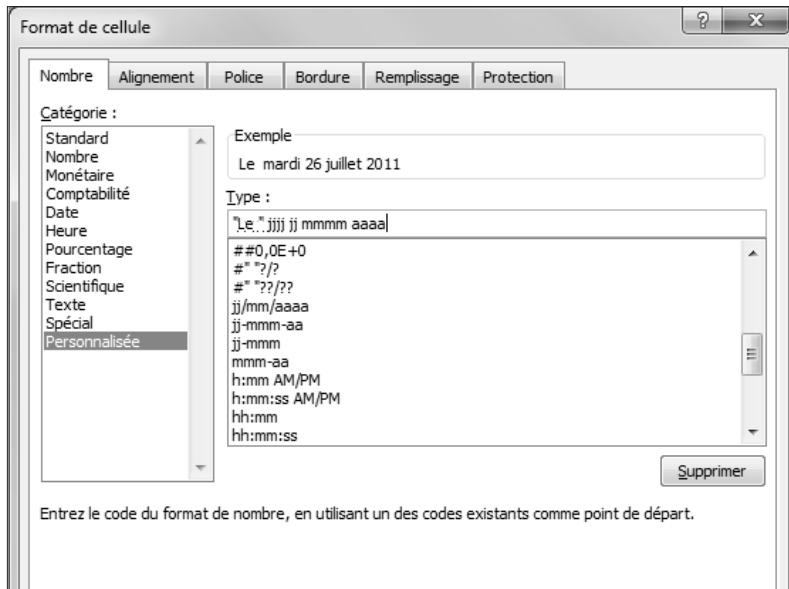 Format de cellule
Nombre Alignement Police Bordure Remplissage Protection
Catégorie :
Standard
Nombre
Monétaire
Comptabilité
Date
Heure
Pourcentage
Fraction
Scientifique
Texte
Spécial
Personnalisée
Exemple
Le  mardi 26 juillet 2011
Type :
"Le " jjjj jj mmmm aaaa
##0,0E+0
#" "?/?
#" "??/??
jj/mm/aaaa
jj-mmm-aa
jj-mmm
mmm-aa
h:mm AM/PM
h:mm:ss AM/PM
hh:mm
hh:mm:ss
Supprimer
Entrez le code du format de nombre, en utilisant un des codes existants comme point de départ.